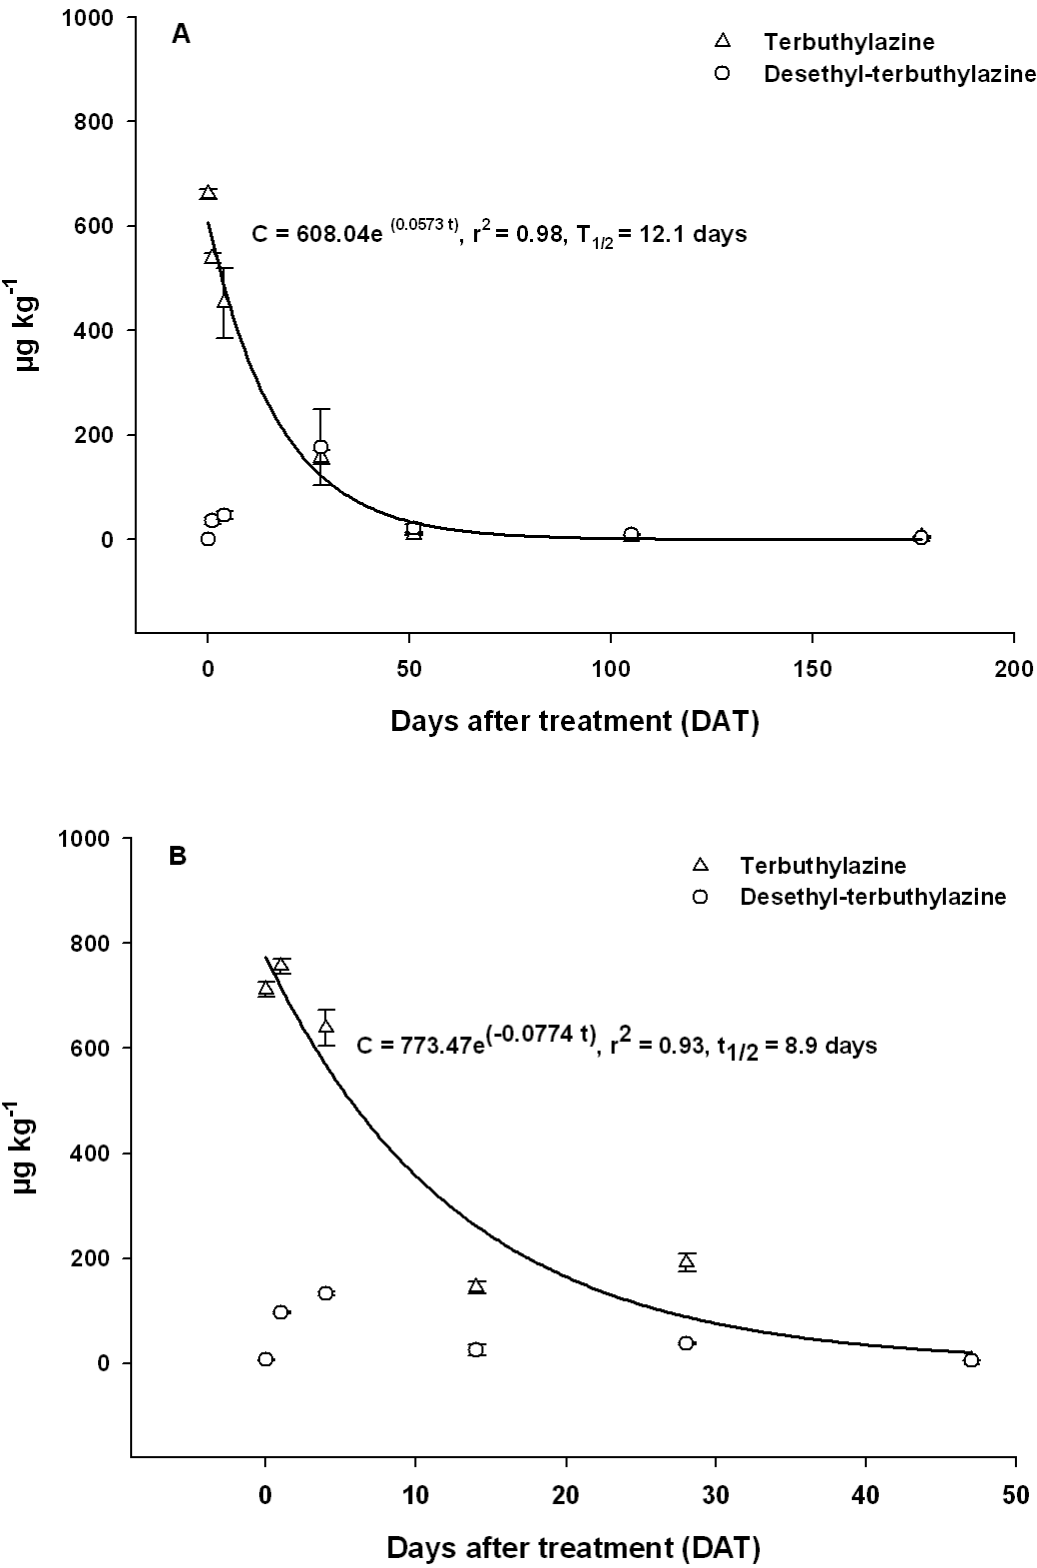 1000
A
Terbuthylazine
Desethyl-terbuthylazine
800
600
C = 608.04e (0.0573 t), r2 = 0.98, T1/2 = 12.1 days
400
200
0
µg kg-1
0 50 100 150 200
Days after treatment (DAT)
1000
B
Terbuthylazine
Desethyl-terbuthylazine
800
600
C = 773.47e(-0.0774 t), r2 = 0.93, t1/2 = 8.9 days
400
200
0
µg kg-1
0 10 20 30 40 50
Days after treatment (DAT)